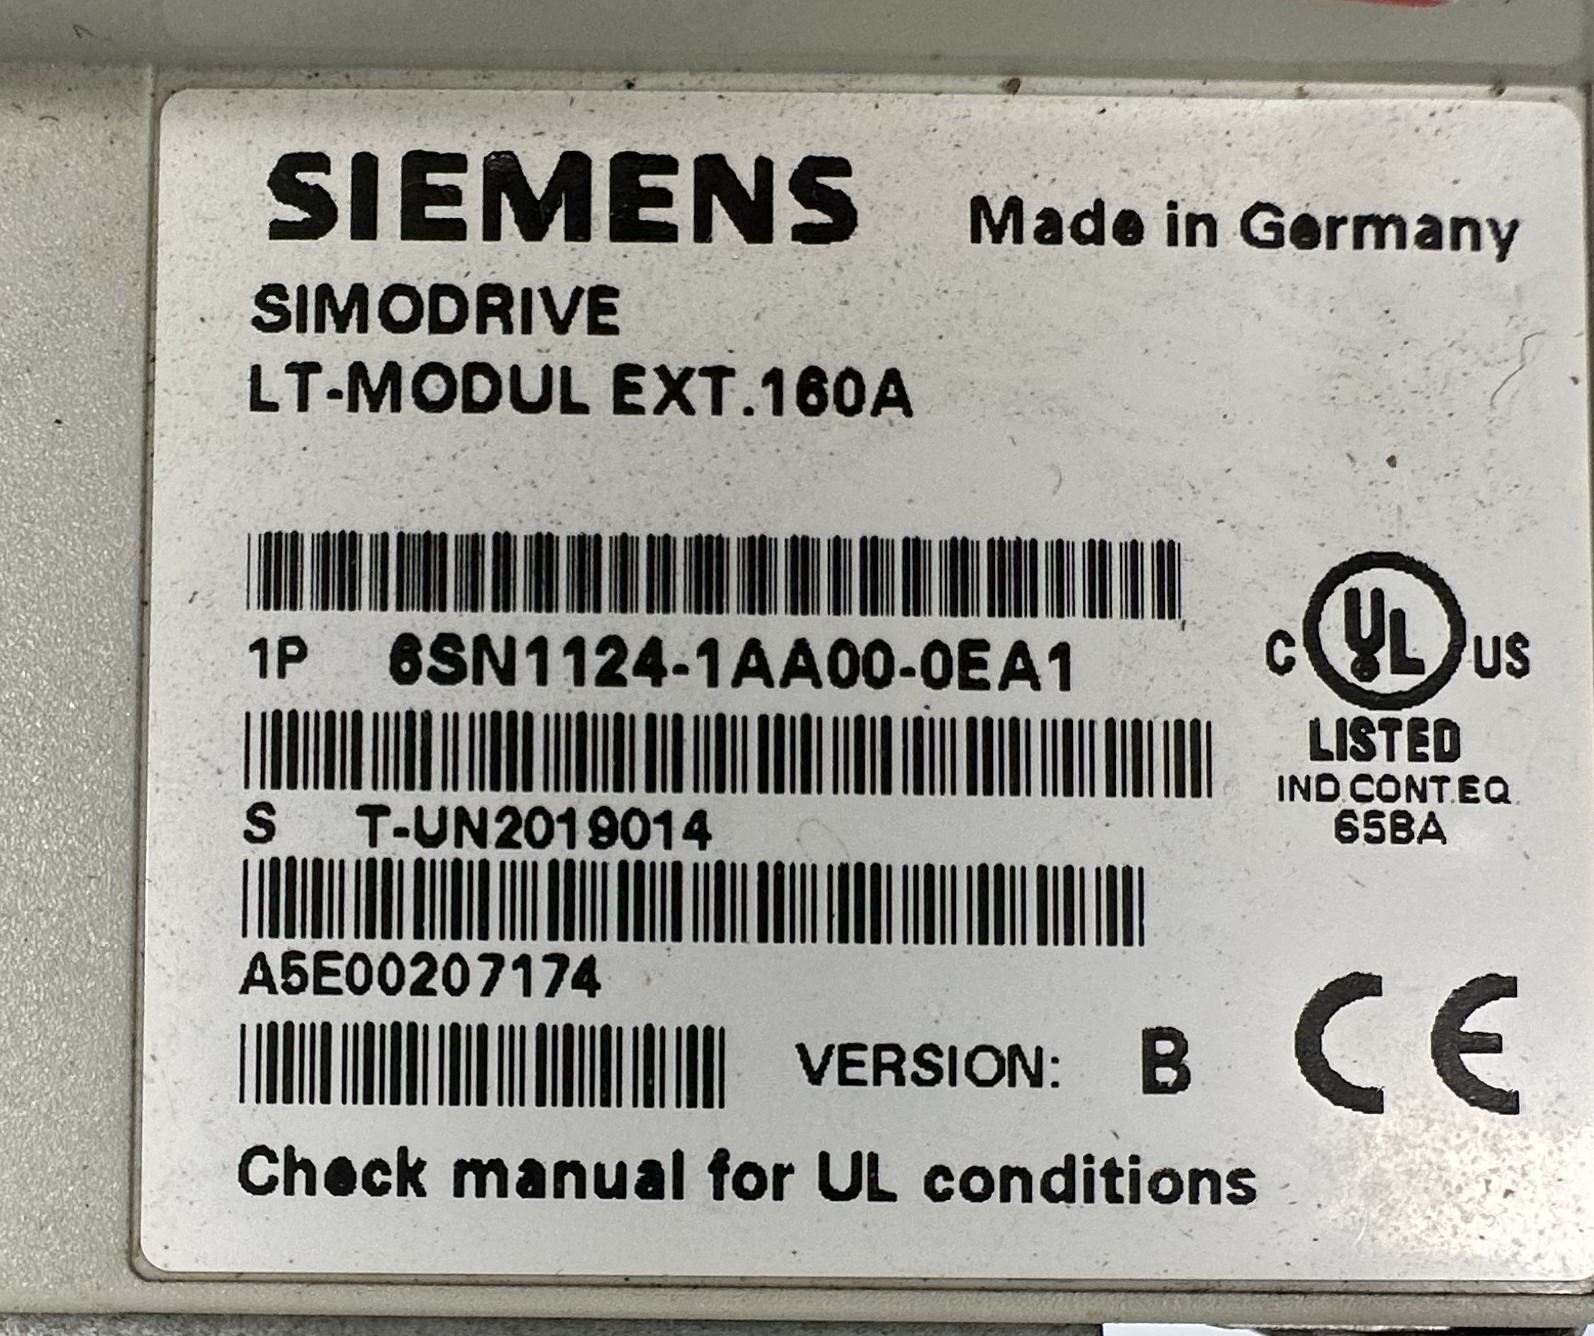 SIEMENS Made in Germany
SIMODRIVE
LT-MODUL EXT.160A
1P 6SN1124-1AA00-0EA1
C UL US
LISTED
IND.CONT.EQ.
65BA
S T-UN2019014
A5E00207174
VERSION: B
CE
Check manual for UL conditions